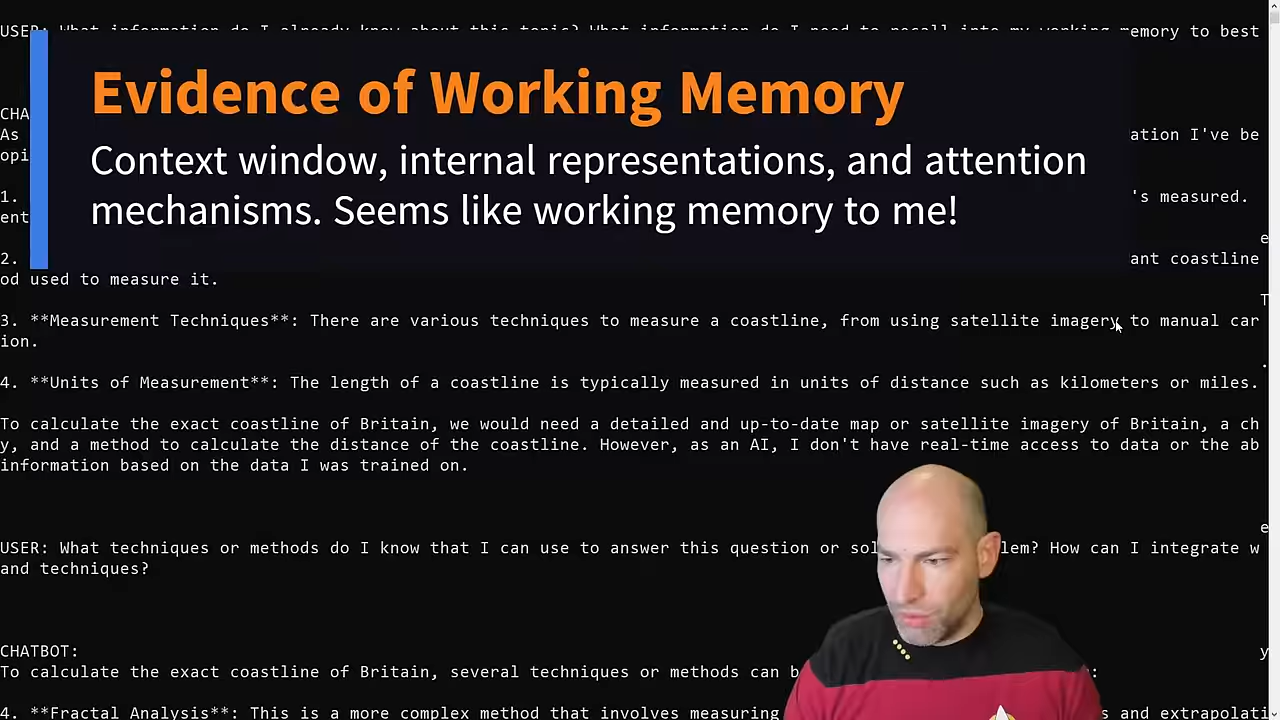 USER: What information do I already know about this topic? What information do I need to recall into my working memory to best
Evidence of Working Memory
Context window, internal representations, and attention
mechanisms. Seems like working memory to me!
CHA
As ation I've be
opi
1. 's measured.
ent
e
2. ant coastline
od used to measure it.
T
3. **Measurement Techniques**: There are various techniques to measure a coastline, from using satellite imagery to manual car
ion.
.
4. **Units of Measurement**: The length of a coastline is typically measured in units of distance such as kilometers or miles.
To calculate the exact coastline of Britain, we would need a detailed and up-to-date map or satellite imagery of Britain, a ch
y, and a method to calculate the distance of the coastline. However, as an AI, I don't have real-time access to data or the ab
information based on the data I was trained on.
e
USER: What techniques or methods do I know that I can use to answer this question or sol lem? How can I integrate w
and techniques?
CHATBOT:
y
To calculate the exact coastline of Britain, several techniques or methods can b :
4. **Fractal Analysis**: This is a more complex method that involves measuring s and extrapolati